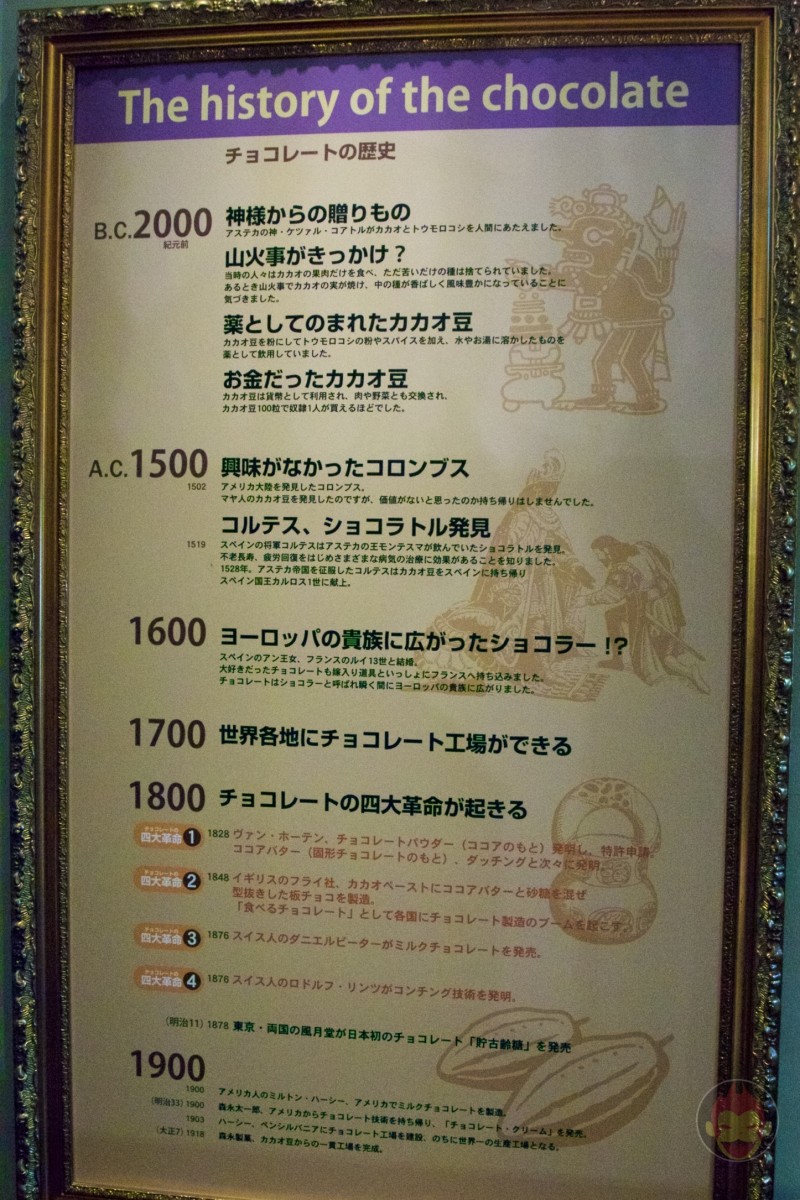 The history of the chocolate
チョコレートの歴史
B.C.2000
紀元前
神様からの贈りもの
アステカの神・ケツァル・コアトルがカカオとトウモロコシを人間にあたえました。
山火事がきっかけ？
当時の人々はカカオの果肉だけを食べ、ただ苦いだけの種は捨てられていました。
あるとき山火事でカカオの実が焼け、中の種が香ばしく風味豊かになっていることに
気づきました。
薬としてのまれたカカオ豆
カカオ豆を粉にしてトウモロコシの粉やスパイスを加え、水やお湯に溶かしたものを
薬として飲用していました。
お金だったカカオ豆
カカオ豆は貨幣として利用され、肉や野菜とも交換され、
カカオ豆100粒で奴隷1人が買えるほどでした。
A.C.1500
興味がなかったコロンブス
1502
アメリカ大陸を発見したコロンブス。
マヤ人のカカオ豆を発見したのですが、価値がないと思ったのか持ち帰りはしませんでした。
コルテス、ショコラトル発見
1519
スペインの将軍コルテスはアステカの王モンテスマが飲んでいたショコラトルを発見。
不老長寿、疲労回復をはじめさまざまな病気の治療に効果があることを知りました。
1528年。アステカ帝国を征服したコルテスはカカオ豆をスペインに持ち帰り
スペイン国王カルロス1世に献上。
1600
ヨーロッパの貴族に広がったショコラー !?
スペインのアン王女、フランスのルイ13世と結婚。
大好きだったチョコレートも嫁入り道具といっしょにフランスへ持ち込みました。
チョコレートはショコラーと呼ばれ瞬く間にヨーロッパの貴族に広がりました。
1700
世界各地にチョコレート工場ができる
1800
チョコレートの四大革命が起きる
チョコレートの
四大革命 1
1828 ヴァン・ホーテン、チョコレートパウダー（ココアのもと）発明し、特許申請。
ココアバター（固形チョコレートのもと）、ダッチングと次々に発明。
チョコレートの
四大革命 2
1848 イギリスのフライ社、カカオペーストにココアバターと砂糖を混ぜ
型抜きした板チョコを製造。
「食べるチョコレート」として各国にチョコレート製造のブームを起こす。
チョコレートの
四大革命 3
1876 スイス人のダニエルピーターがミルクチョコレートを発売。
チョコレートの
四大革命 4
1876 スイス人のロドルフ・リンツがコンチング技術を発明。
（明治11）1878 東京・両国の風月堂が日本初のチョコレート「貯古齢糖」を発売
1900
1900 アメリカ人のミルトン・ハーシー、アメリカでミルクチョコレートを製造。
（明治33）1900 森永太一郎、アメリカからチョコレート技術を持ち帰り、「チョコレート・クリーム」を発売。
1903 ハーシー、ペンシルバニアにチョコレート工場を建設、のちに世界一の生産工場となる。
（大正7）1918 森永製菓、カカオ豆からの一貫工場を完成。